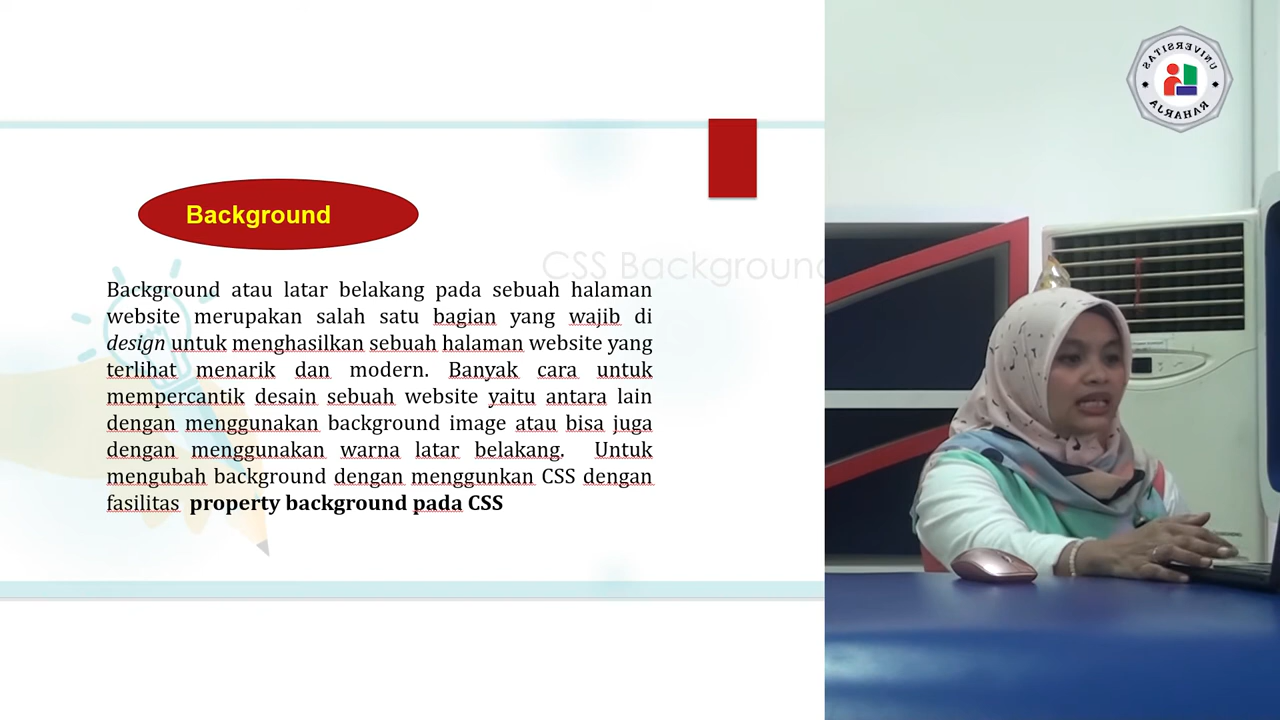 Background
CSS Background
Background atau latar belakang pada sebuah halaman
website merupakan salah satu bagian yang wajib di
design untuk menghasilkan sebuah halaman website yang
terlihat menarik dan modern. Banyak cara untuk
mempercantik desain sebuah website yaitu antara lain
dengan menggunakan background image atau bisa juga
dengan menggunakan warna latar belakang. Untuk
mengubah background dengan menggunkan CSS dengan
fasilitas property background pada CSS
UNIVERSITAS
RAHARJA